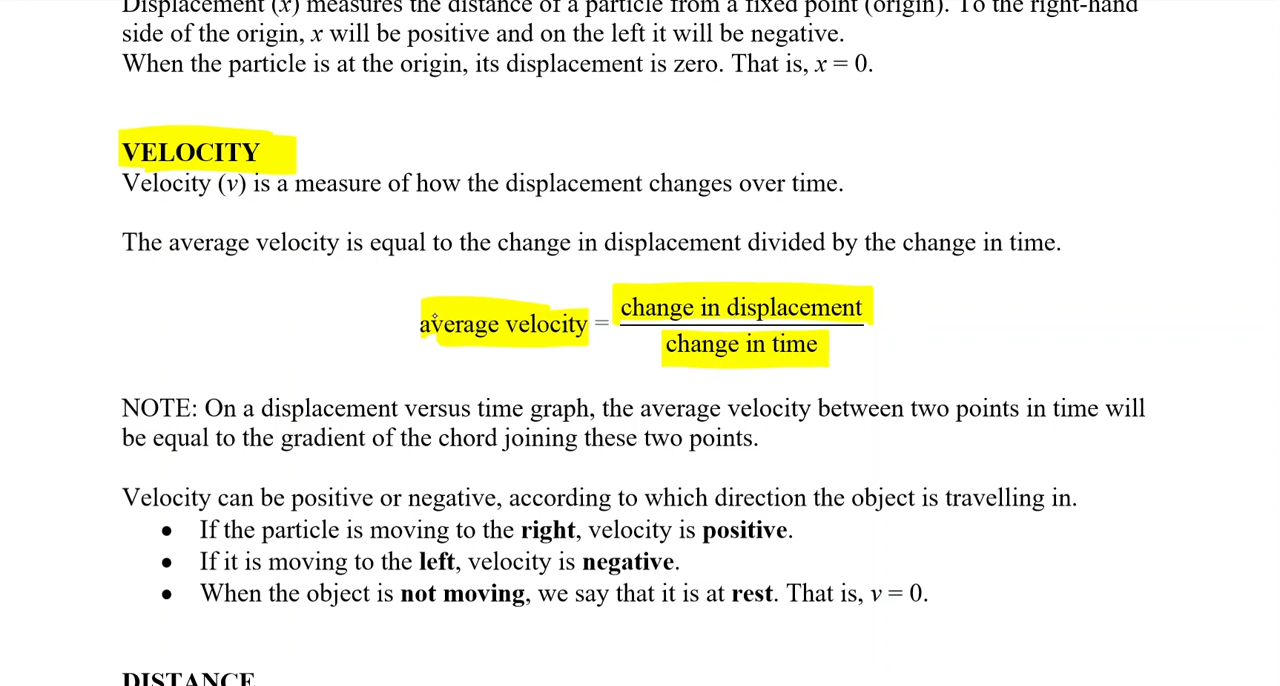 Displacement (x) measures the distance of a particle from a fixed point (origin). To the right-hand
side of the origin, x will be positive and on the left it will be negative.
When the particle is at the origin, its displacement is zero. That is, x = 0.
VELOCITY
Velocity (v) is a measure of how the displacement changes over time.
The average velocity is equal to the change in displacement divided by the change in time.
average velocity = change in displacement
change in time
NOTE: On a displacement versus time graph, the average velocity between two points in time will
be equal to the gradient of the chord joining these two points.
Velocity can be positive or negative, according to which direction the object is travelling in.
• If the particle is moving to the right, velocity is positive.
• If it is moving to the left, velocity is negative.
• When the object is not moving, we say that it is at rest. That is, v = 0.
DISTANCE